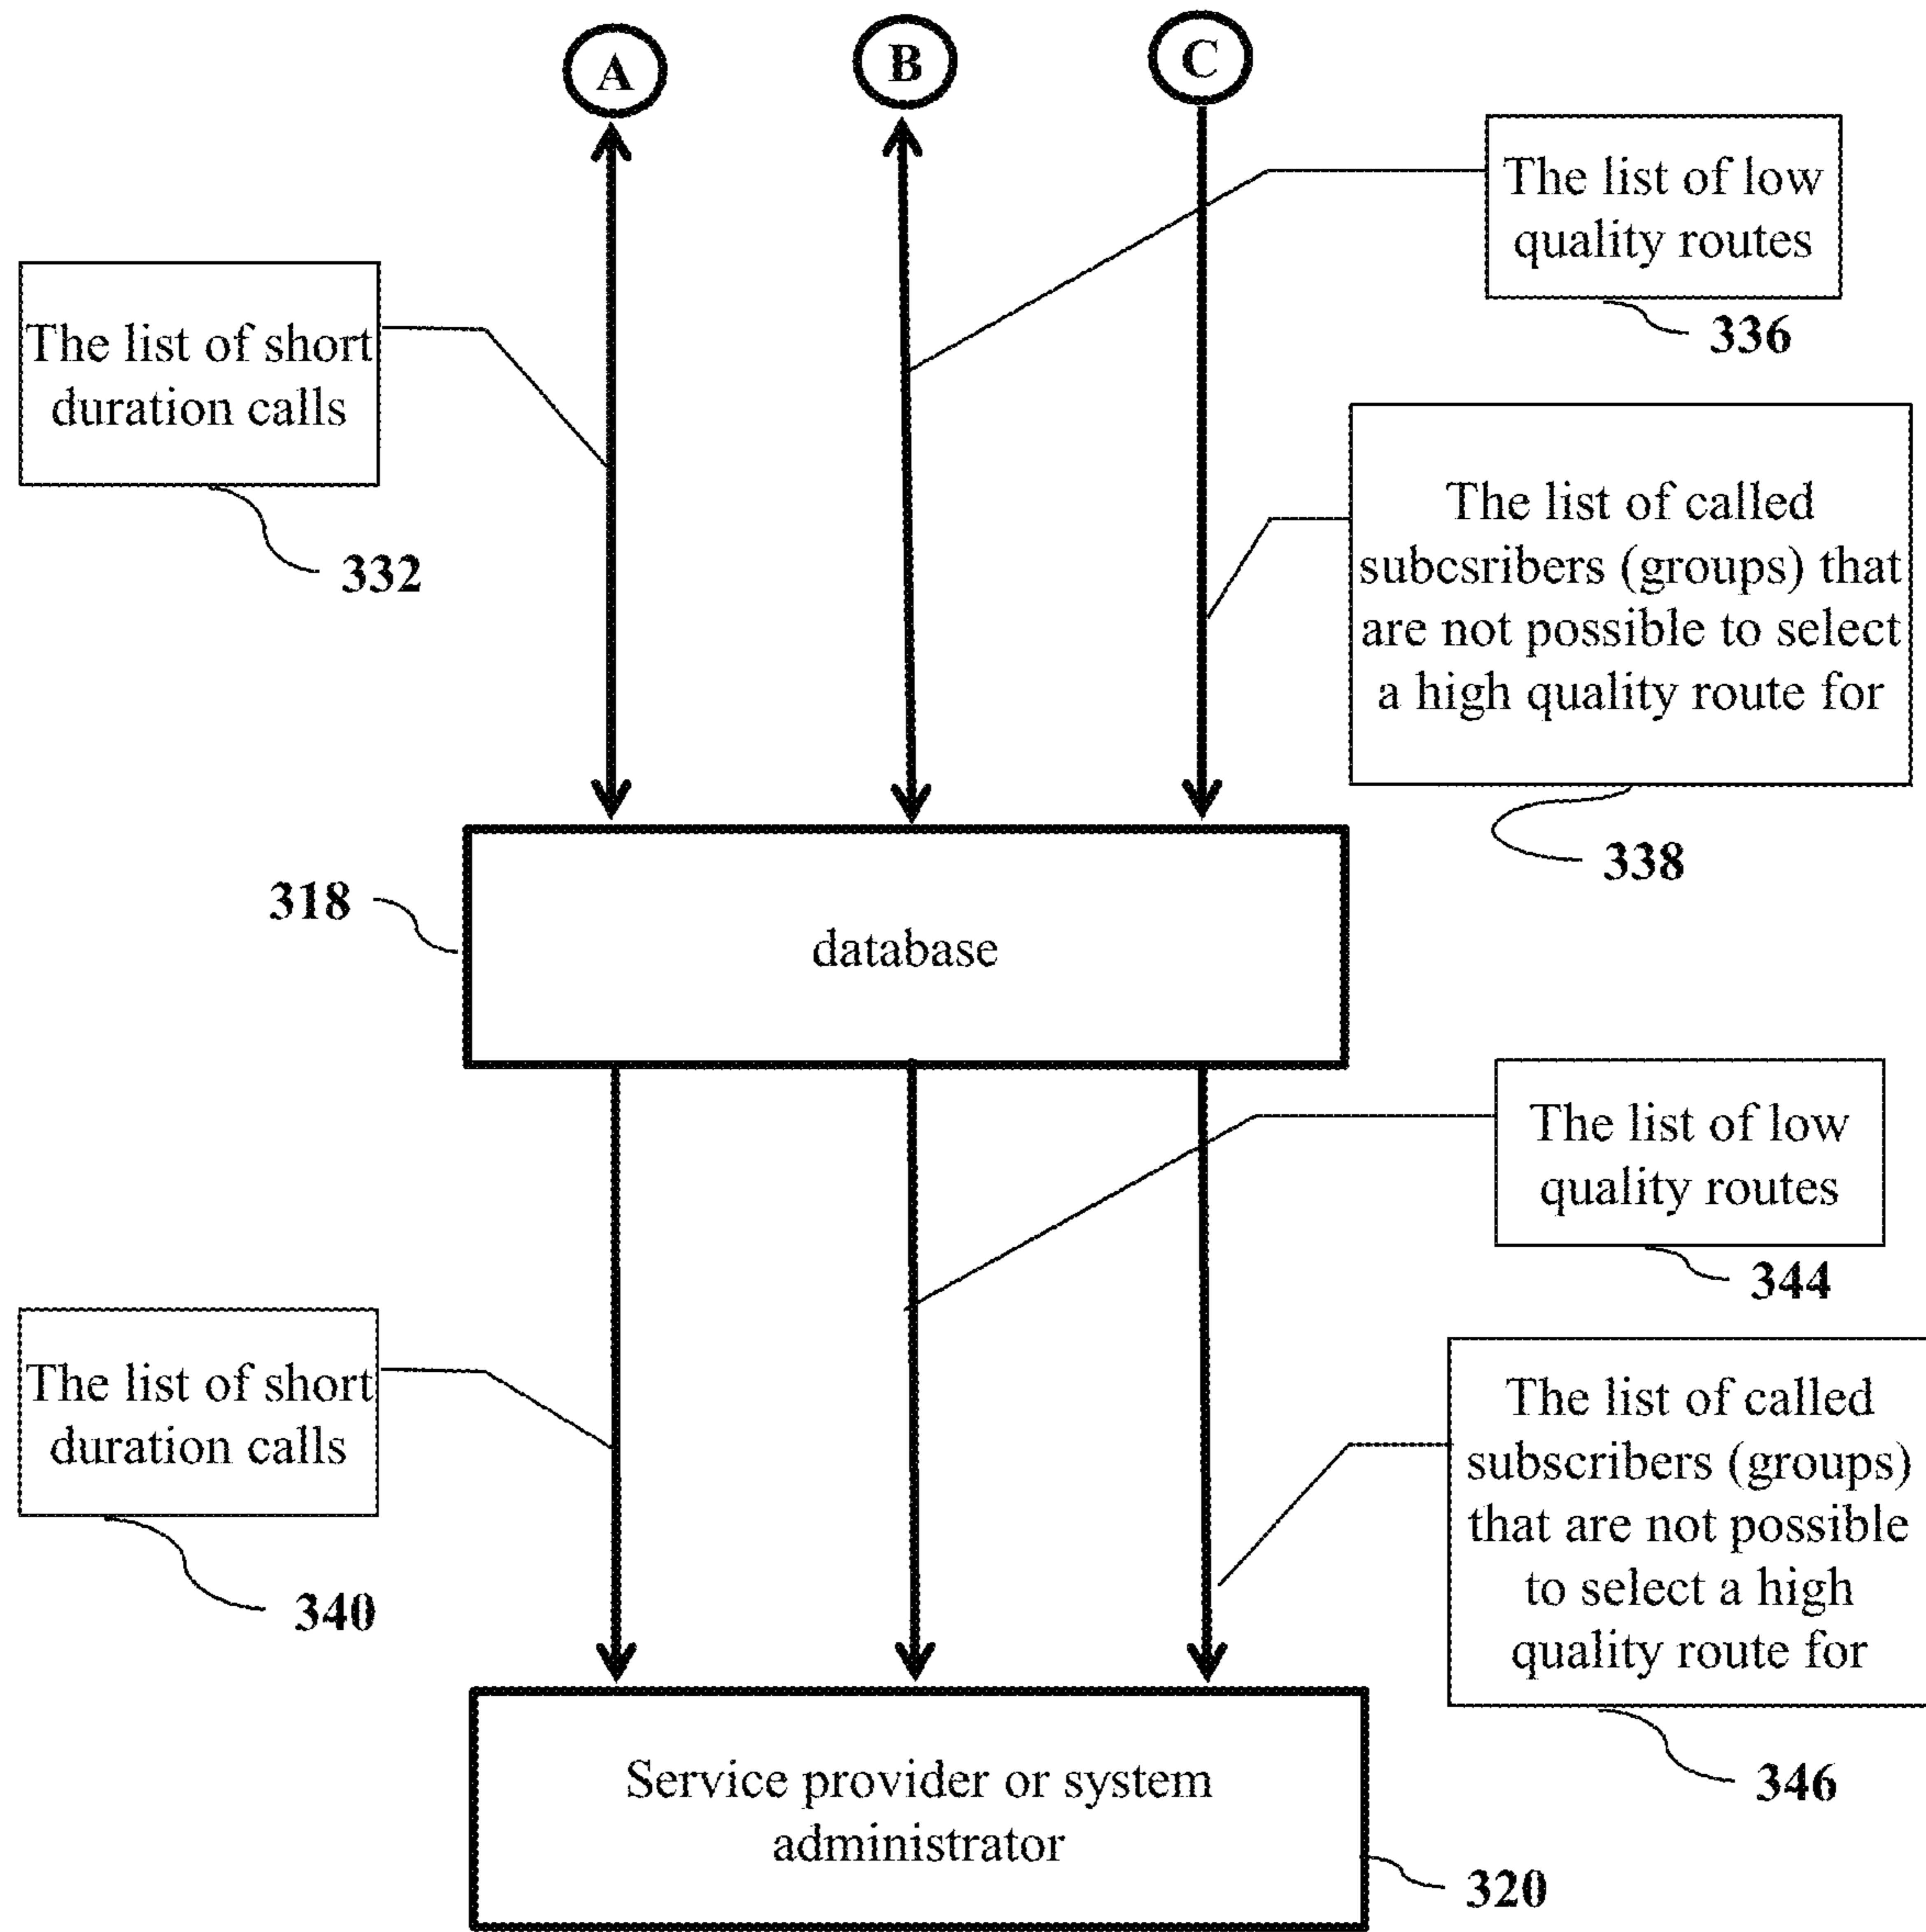 A
B
C
The list of low
quality routes
336
The list of short
duration calls
332
The list of called
subcsribers (groups) that
are not possible to select
a high quality route for
338
318
database
The list of low
quality routes
344
The list of short
duration calls
340
The list of called
subscribers (groups)
that are not possible
to select a high
quality route for
346
Service provider or system
administrator
320